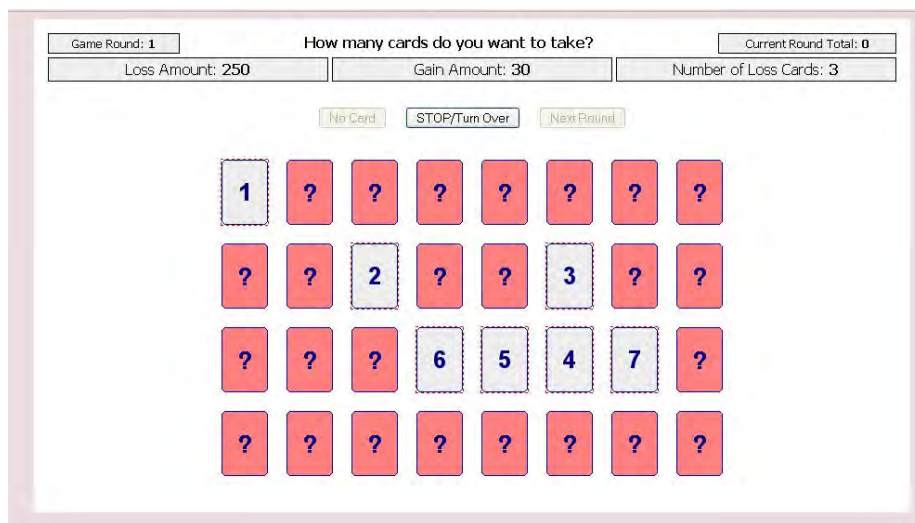 Game Round: 1
How many cards do you want to take?
Current Round Total: 0
Loss Amount: 250
Gain Amount: 30
Number of Loss Cards: 3
No Card
STOP/Turn Over
Next Round
1 ? ? ? ? ? ? ?
? ? 2 ? ? 3 ? ?
? ? ? 6 5 4 7 ?
? ? ? ? ? ? ? ?